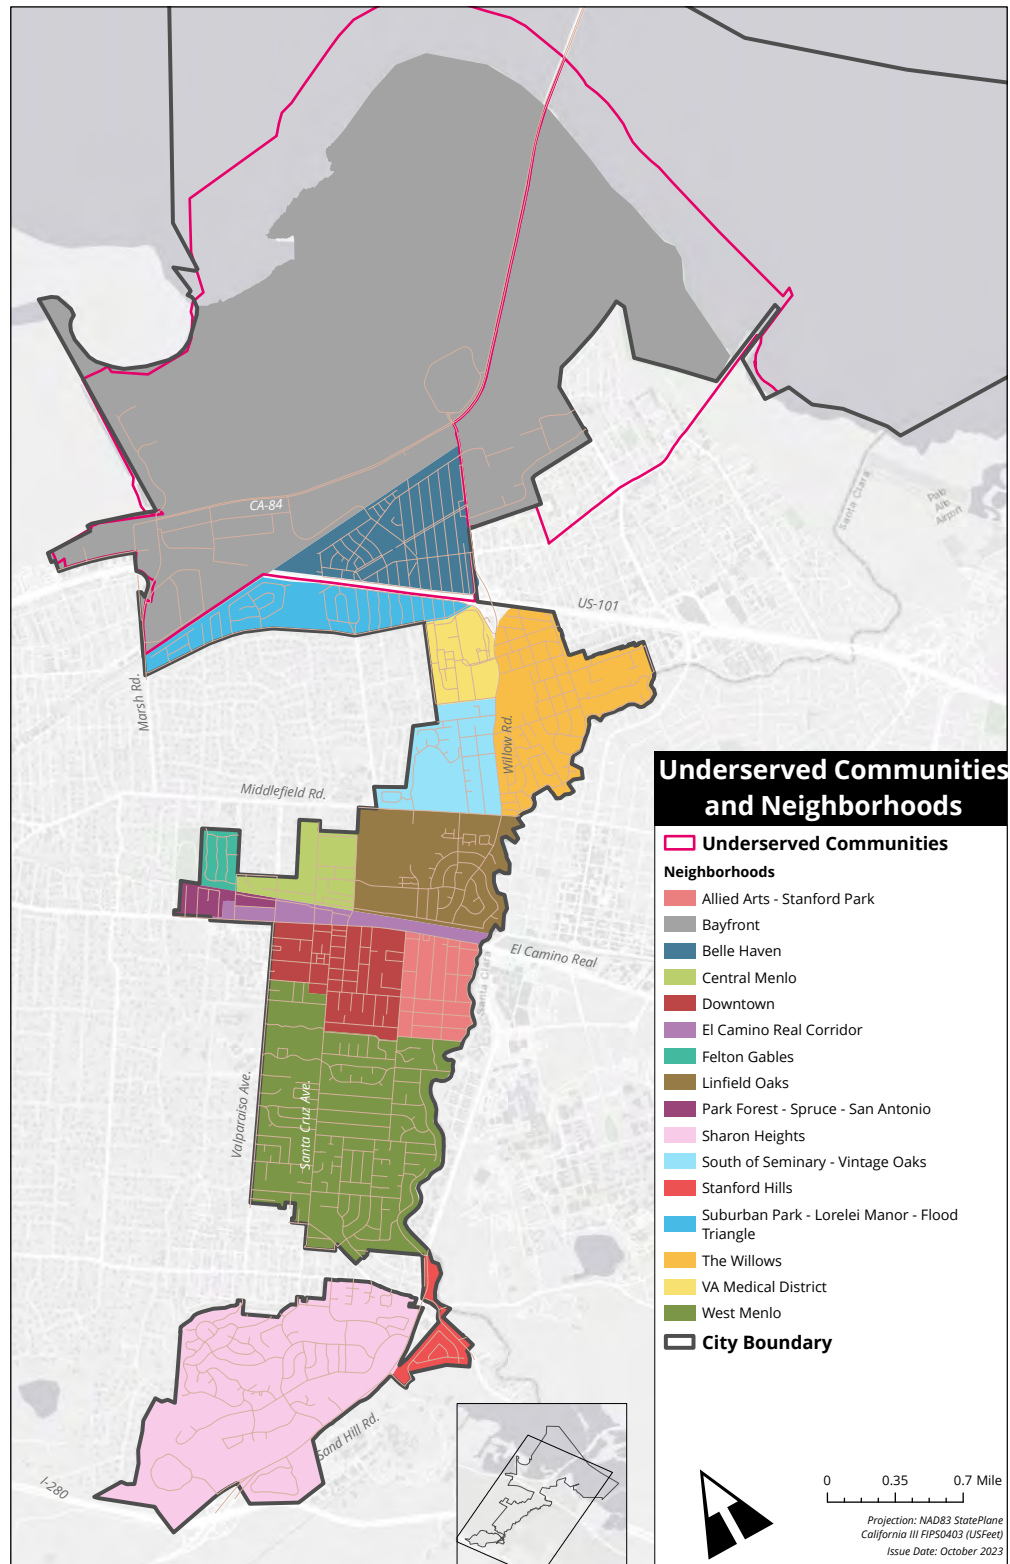 CA-84
US-101
Santa Clara
Palo
Alto
Airport
Marsh Rd.
Willow Rd.
Middlefield Rd.
El Camino Real
Santa Clara
Valparaiso Ave.
Santa Cruz Ave.
Sand Hill Rd.
I-280
Underserved Communities
and Neighborhoods
Underserved Communities
Neighborhoods
Allied Arts - Stanford Park
Bayfront
Belle Haven
Central Menlo
Downtown
El Camino Real Corridor
Felton Gables
Linfield Oaks
Park Forest - Spruce - San Antonio
Sharon Heights
South of Seminary - Vintage Oaks
Stanford Hills
Suburban Park - Lorelei Manor - Flood
Triangle
The Willows
VA Medical District
West Menlo
City Boundary
0 0.35 0.7 Mile
Projection: NAD83 StatePlane
California III FIPS0403 (USFeet)
Issue Date: October 2023